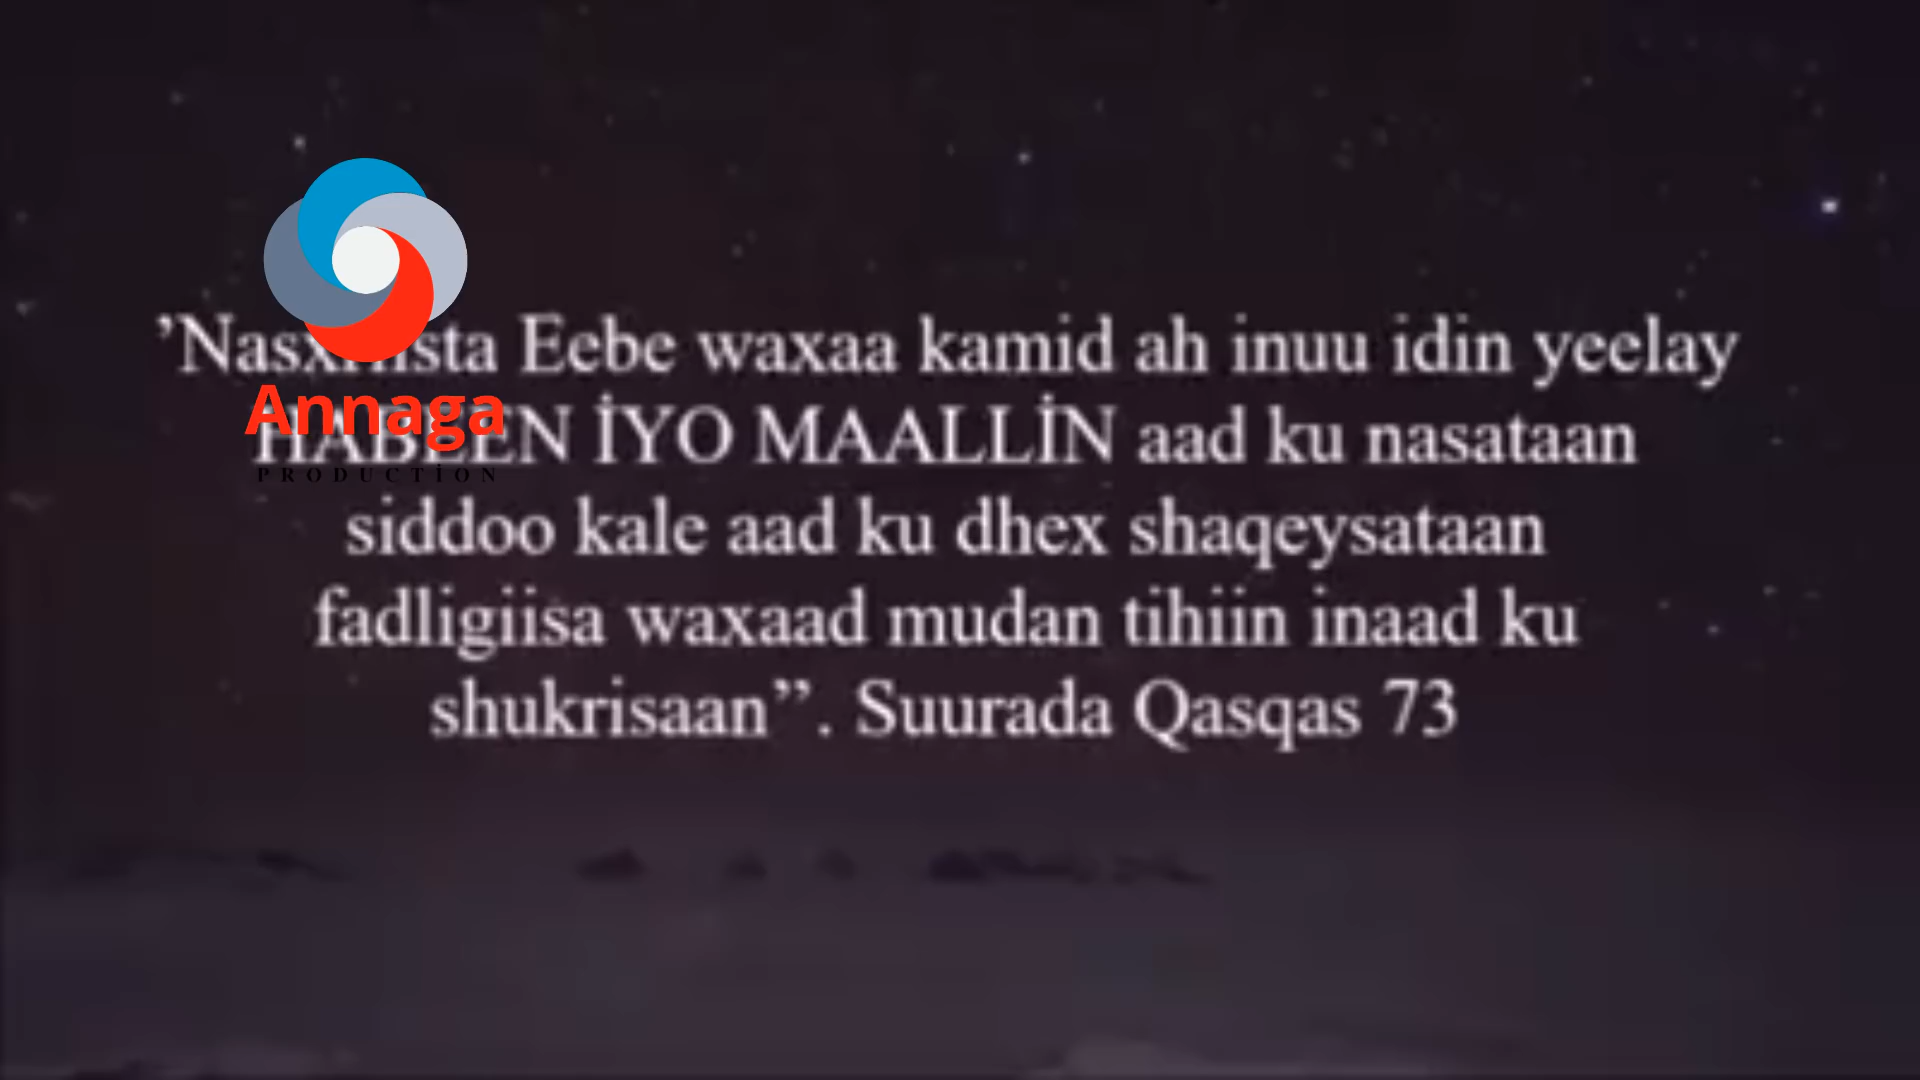 Annaga
PRODUCTİON
Eebe waxaa kamid ah inuu idin yeelay
HABEEN İYO MAALLİN aad ku nasataan
siddoo kale aad ku dhex shaqeysataan
fadligiisa waxaad mudan tihiin inaad ku
shukrisaan”. Suurada Qasqas 73